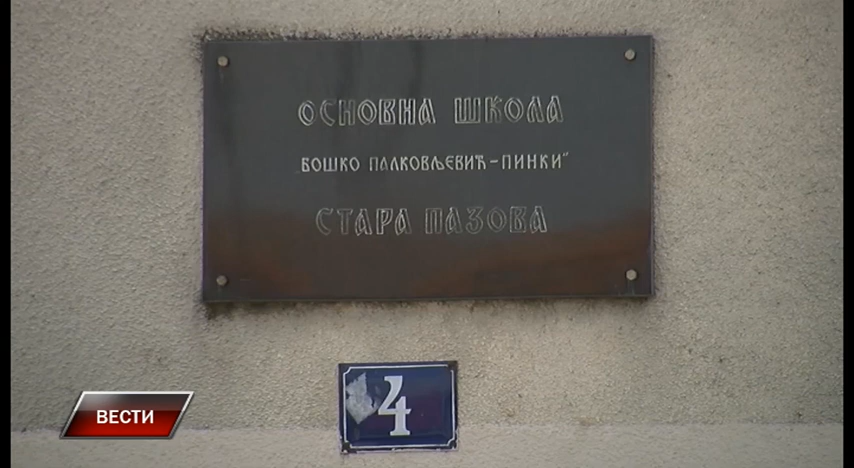 ОСНОВНА ШКОЛА
„БОШКО ПАЛКОВЉЕВИЋ-ПИНКИ"
СТАРА ПАЗОВА
4
ВЕСТИ